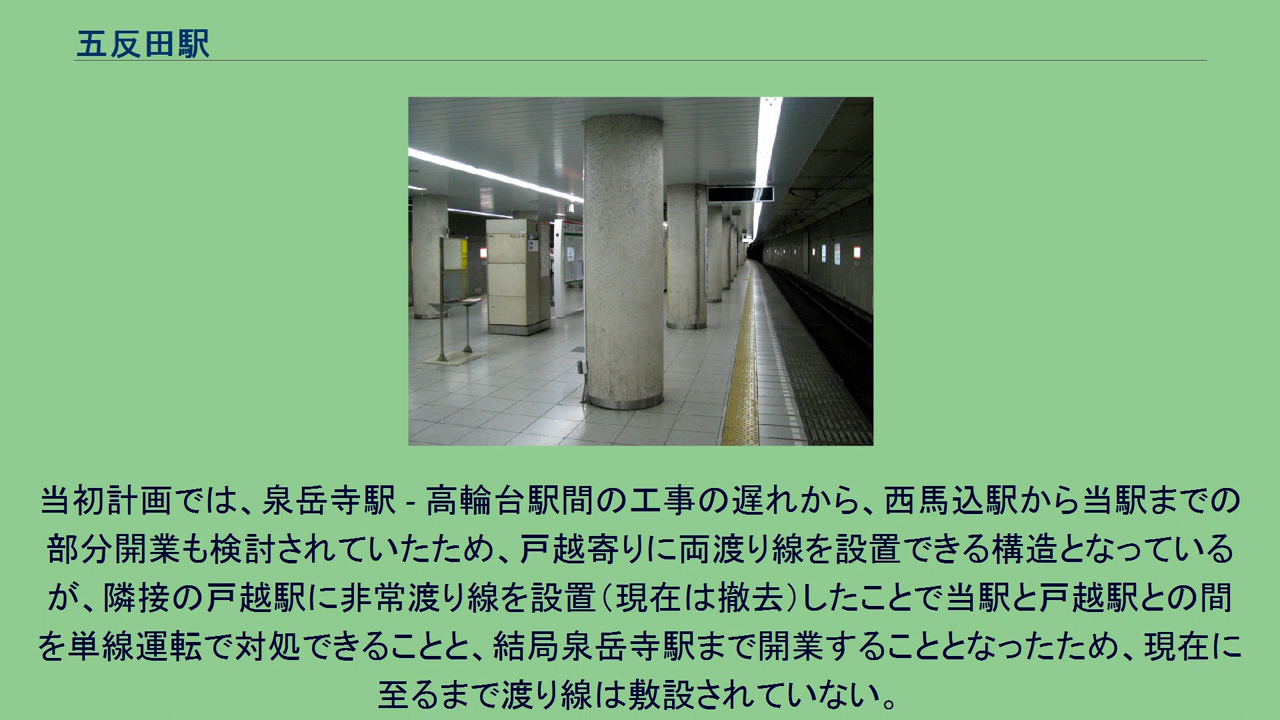 五反田駅
当初計画では、泉岳寺駅 - 高輪台駅間の工事の遅れから、西馬込駅から当駅までの
部分開業も検討されていたため、戸越寄りに両渡り線を設置できる構造となっている
が、隣接の戸越駅に非常渡り線を設置（現在は撤去）したことで当駅と戸越駅との間
を単線運転で対処できることと、結局泉岳寺駅まで開業することとなったため、現在に
至るまで渡り線は敷設されていない。